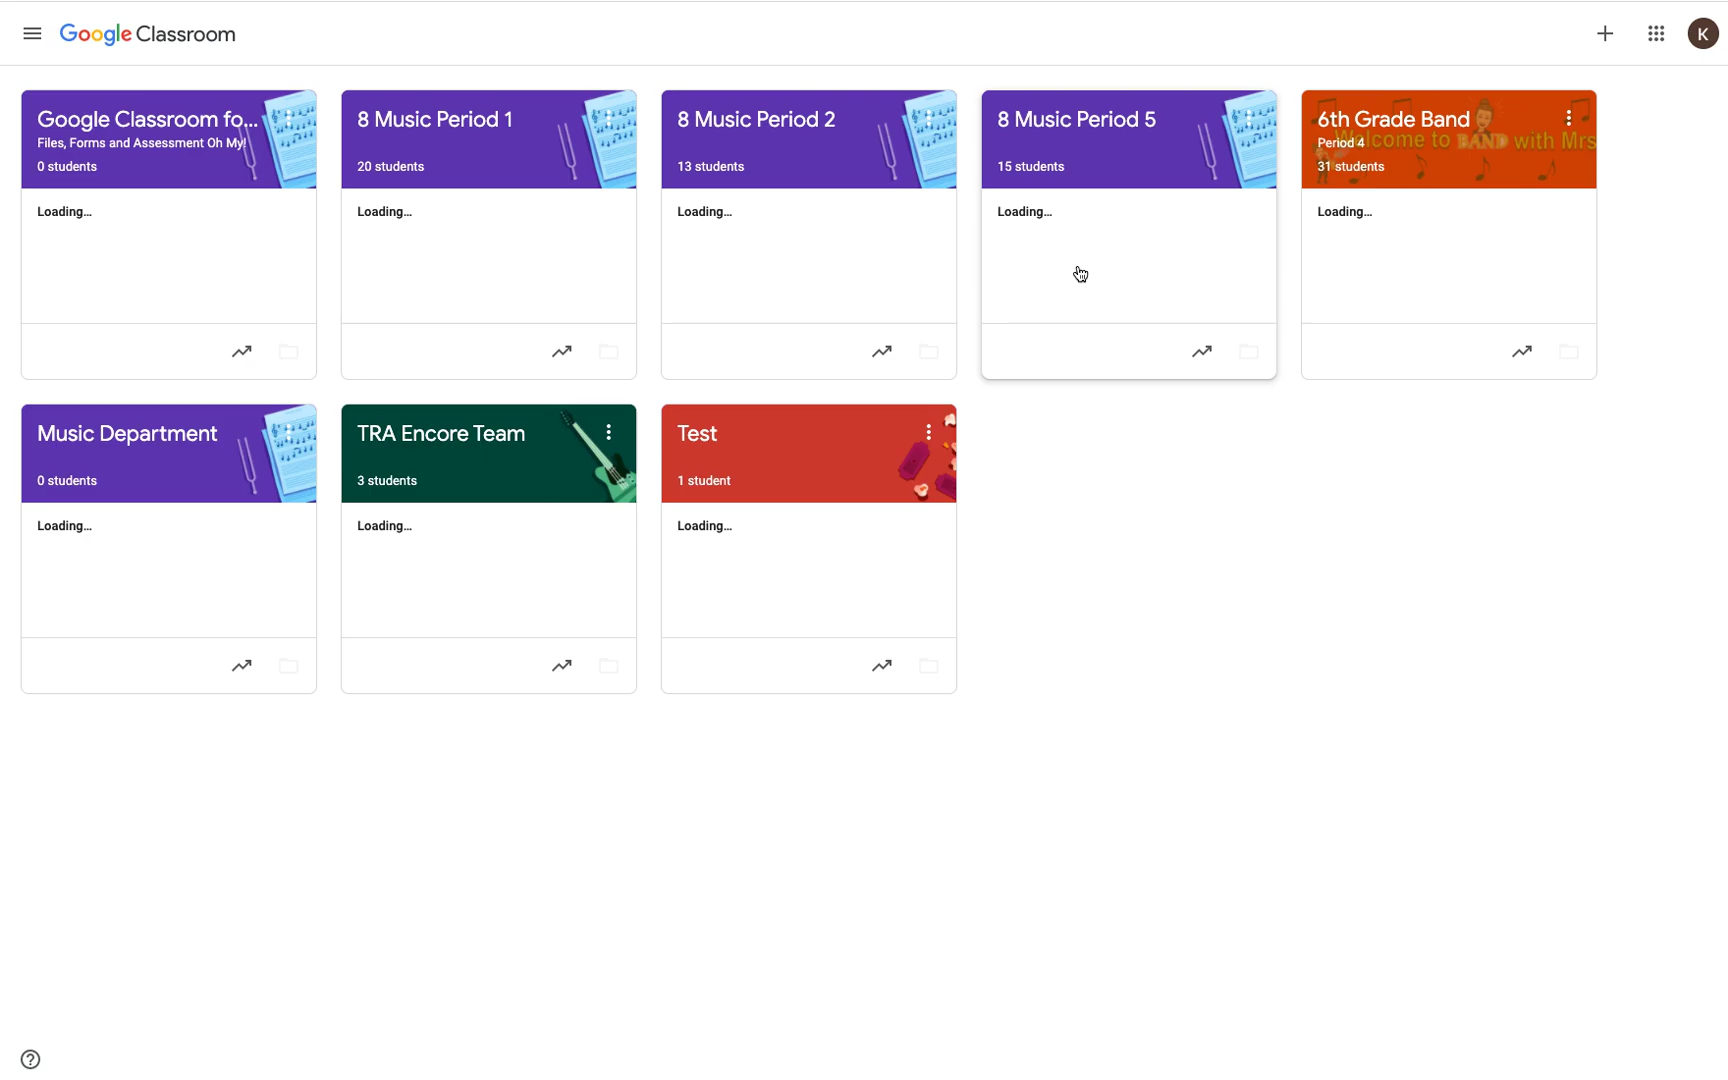 Google Classroom
K
Google Classroom fo...
Files, Forms and Assessment Oh My!
0 students
Loading...
8 Music Period 1
20 students
Loading...
8 Music Period 2
13 students
Loading...
8 Music Period 5
15 students
Loading...
6th Grade Band
Welcome to BAND with Mrs
Period 4
31 students
Loading...
Music Department
0 students
Loading...
TRA Encore Team
3 students
Loading...
Test
1 student
Loading...